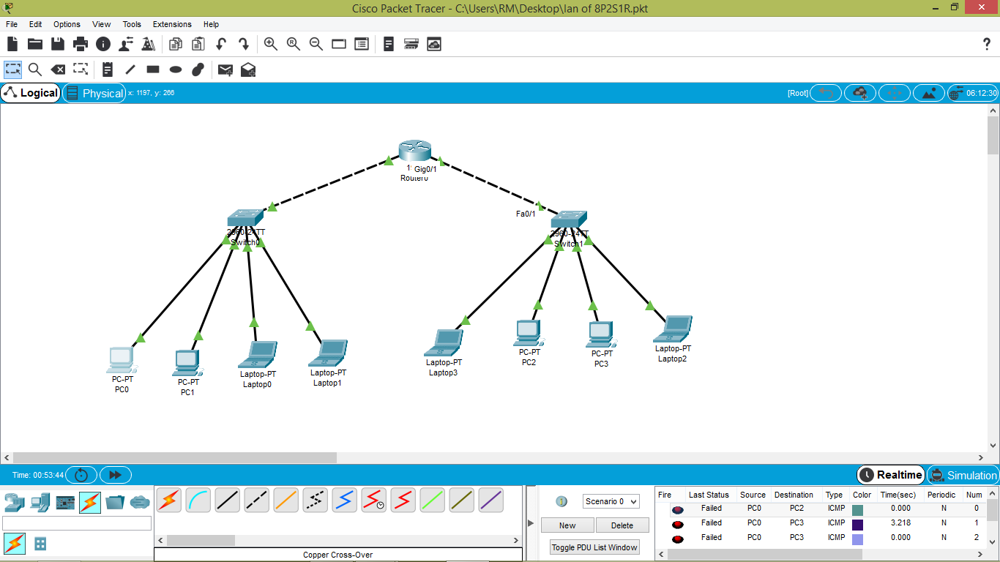 Cisco Packet Tracer - C:\Users\RM\Desktop\lan of 8P2S1R.pkt
File Edit Options View Tools Extensions Help
Logical Physical x: 1197, y: 266 [Root] 06:12:30
Gig0/1
Router0
Fa0/1
2960-24TT
Switch0
2960-24TT
Switch1
PC-PT
PC0
PC-PT
PC1
Laptop-PT
Laptop0
Laptop-PT
Laptop1
Laptop-PT
Laptop3
PC-PT
PC2
PC-PT
PC3
Laptop-PT
Laptop2
Time: 00:53:44 Realtime Simulation
Scenario 0
New Delete
Toggle PDU List Window
Copper Cross-Over
Fire Last Status Source Destination Type Color Time(sec) Periodic Num
Failed PC0 PC2 ICMP 0.000 N 0
Failed PC0 PC3 ICMP 3.218 N 1
Failed PC0 PC3 ICMP 0.000 N 2